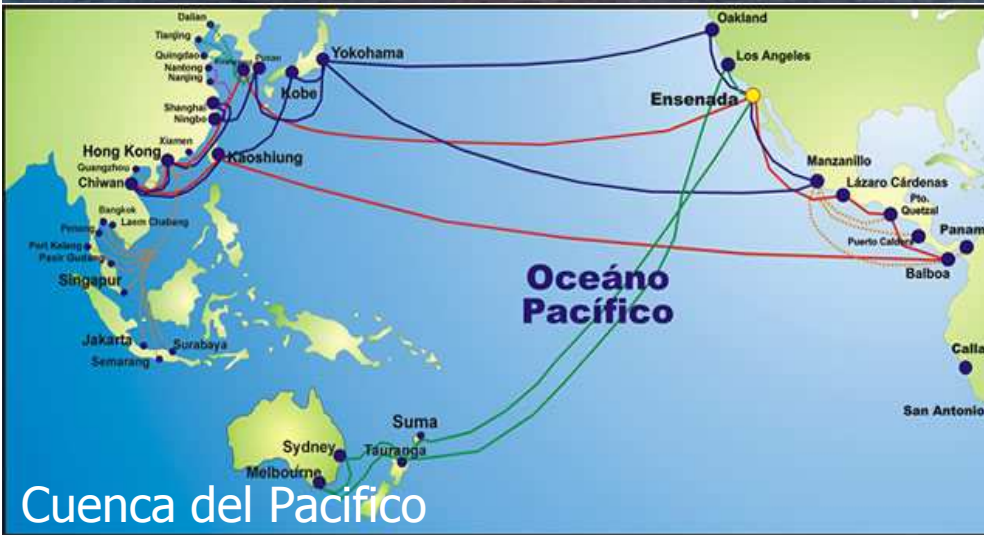 Dalian
Tianjing
Quingdao
Nantong
Nanjing
Pusan
Yokohama
Kobe
Shanghai
Ningbo
Xiamen
Hong Kong
Guangzhou
Chiwan
Kaoshiung
Bangkok
Laem Chabang
Penang
Port Kelang
Pasir Gudang
Singapur
Jakarta
Surabaya
Semarang
Oakland
Los Angeles
Ensenada
Manzanillo
Lázaro Cárdenas
Pto.
Quetzal
Puerto Caldera
Panam
Balboa
Oceáno
Pacífico
Calla
San Antonio
Suma
Sydney
Tauranga
Melbourne
Cuenca del Pacifico